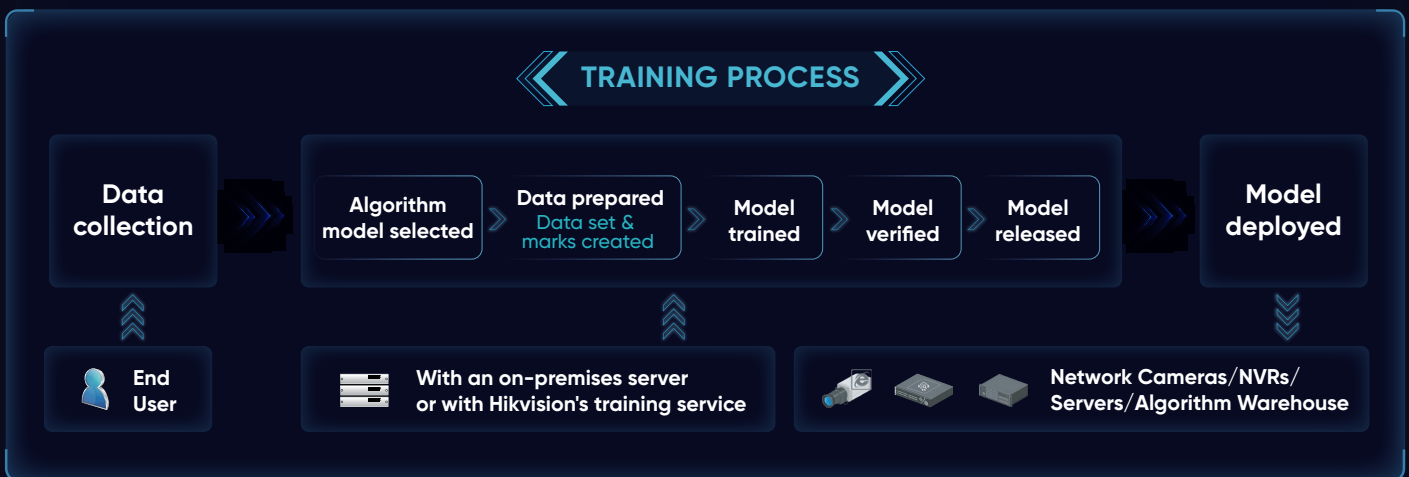 TRAINING PROCESS
Data
collection
Algorithm
model selected
Data prepared
Data set &
marks created
Model
trained
Model
verified
Model
released
Model
deployed
End
User
With an on-premises server
or with Hikvision's training service
Network Cameras/NVRs/
Servers/Algorithm Warehouse